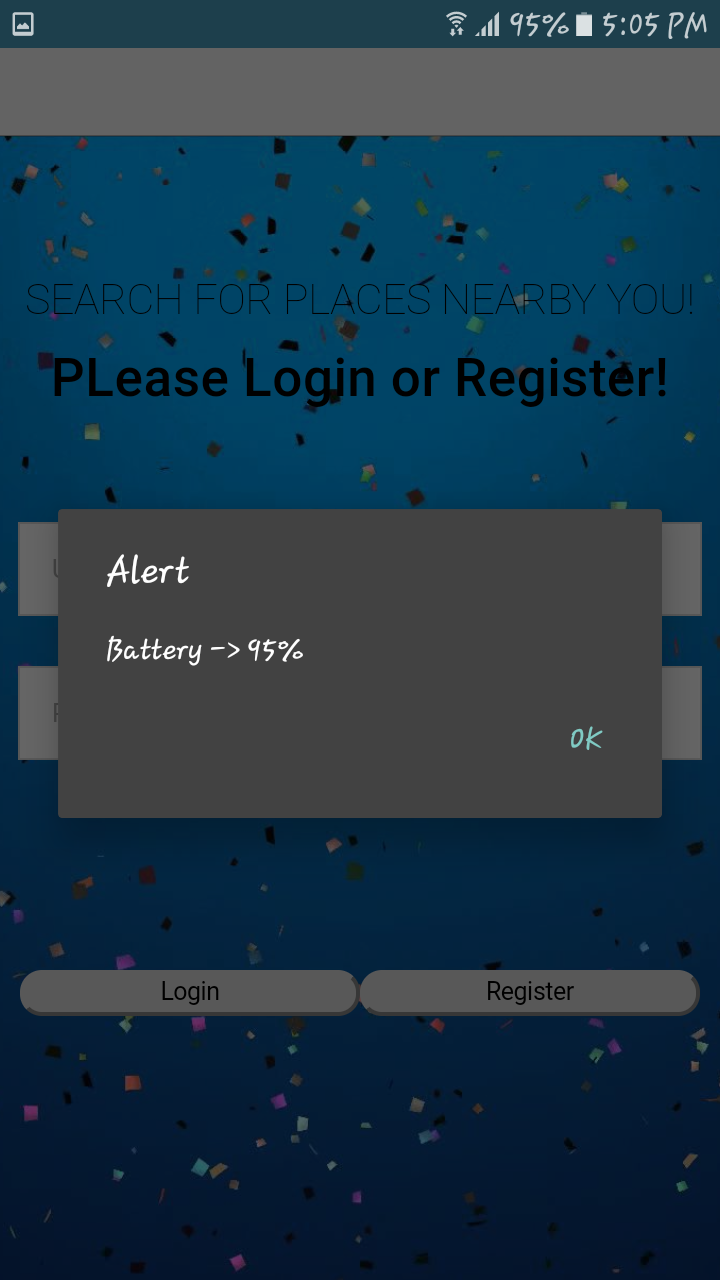 95% 5:05 PM
SEARCH FOR PLACES NEARBY YOU!
PLease Login or Register!
Alert
Battery -> 95%
OK
Login Register